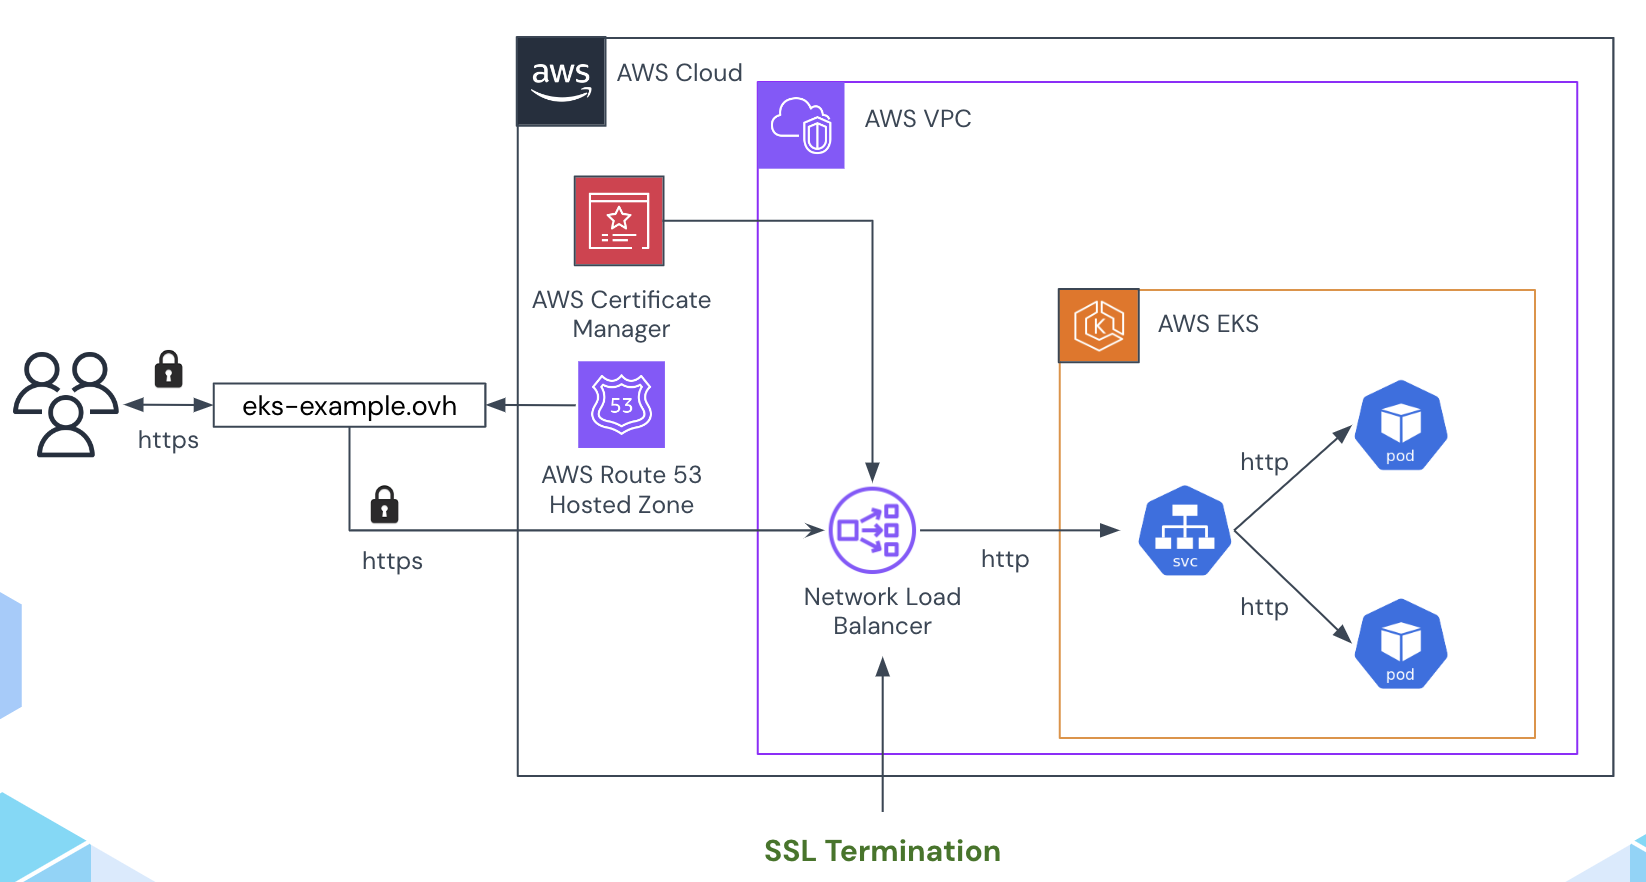 aws
AWS Cloud
AWS VPC
AWS Certificate
Manager
K
AWS EKS
https
eks-example.ovh
53
AWS Route 53
Hosted Zone
https
http
svc
http
http
pod
pod
Network Load
Balancer
SSL Termination